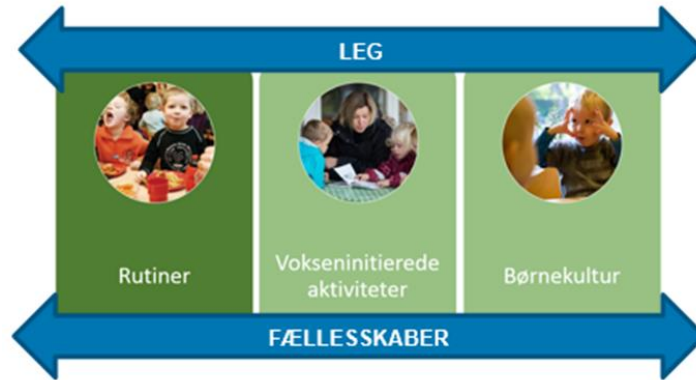 LEG
Rutiner
Vokseninitierede
aktiviteter
Børnekultur
FÆLLESSKABER